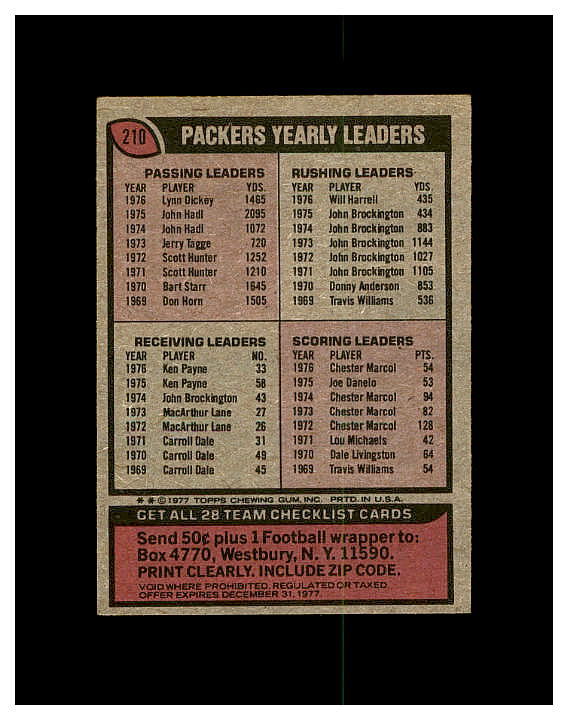 210
PACKERS YEARLY LEADERS
PASSING LEADERS
YEAR PLAYER YDS.
1976 Lynn Dickey 1465
1975 John Hadl 2095
1974 John Hadl 1072
1973 Jerry Tagge 720
1972 Scott Hunter 1252
1971 Scott Hunter 1210
1970 Bart Starr 1645
1969 Don Horn 1505
RUSHING LEADERS
YEAR PLAYER YDS.
1976 Will Harrell 435
1975 John Brockington 434
1974 John Brockington 883
1973 John Brockington 1144
1972 John Brockington 1027
1971 John Brockington 1105
1970 Donny Anderson 853
1969 Travis Williams 536
RECEIVING LEADERS
YEAR PLAYER NO.
1976 Ken Payne 33
1975 Ken Payne 58
1974 John Brockington 43
1973 MacArthur Lane 27
1972 MacArthur Lane 26
1971 Carroll Dale 31
1970 Carroll Dale 49
1969 Carroll Dale 45
SCORING LEADERS
YEAR PLAYER PTS.
1976 Chester Marcol 54
1975 Joe Danelo 53
1974 Chester Marcol 94
1973 Chester Marcol 82
1972 Chester Marcol 128
1971 Lou Michaels 42
1970 Dale Livingston 64
1969 Travis Williams 54
* * © 1977 TOPPS CHEWING GUM, INC. PRTD. IN U.S.A.
GET ALL 28 TEAM CHECKLIST CARDS
Send 50¢ plus 1 Football wrapper to:
Box 4770, Westbury, N. Y. 11590.
PRINT CLEARLY. INCLUDE ZIP CODE.
VOID WHERE PROHIBITED, REGULATED OR TAXED.
OFFER EXPIRES DECEMBER 31, 1977.